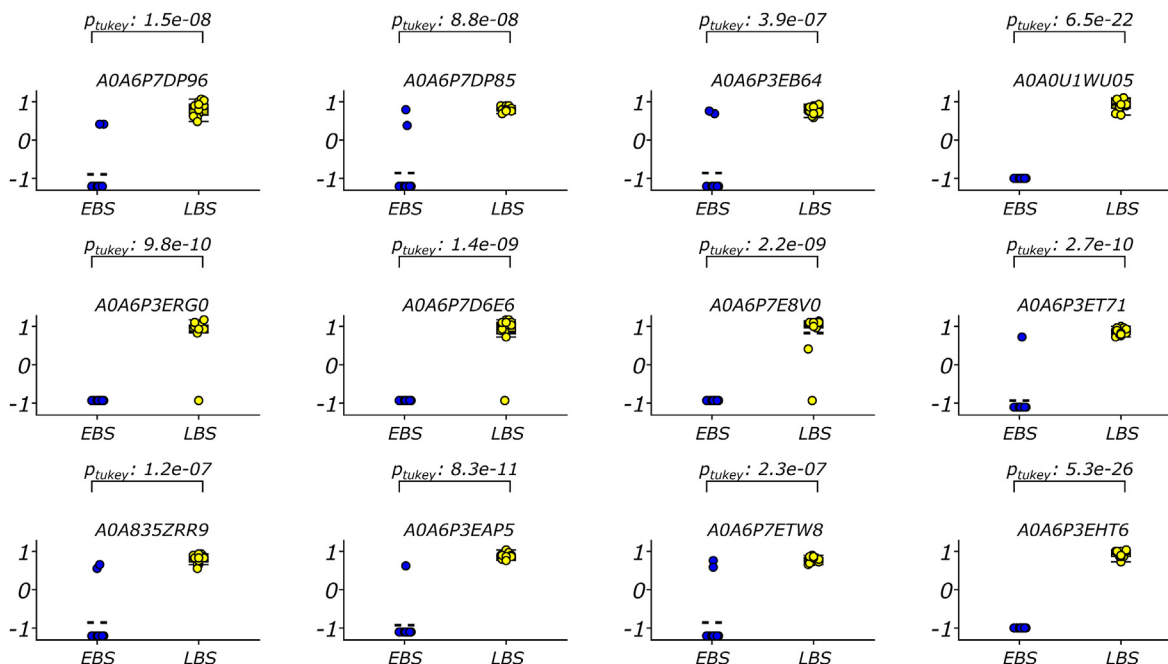 p_tukey: 1.5e-08 p_tukey: 8.8e-08 p_tukey: 3.9e-07 p_tukey: 6.5e-22
A0A6P7DP96 A0A6P7DP85 A0A6P3EB64 A0A0U1WU05
1 1 1 1
0 0 0 0
-1 -1 -1 -1
EBS LBS EBS LBS EBS LBS EBS LBS
p_tukey: 9.8e-10 p_tukey: 1.4e-09 p_tukey: 2.2e-09 p_tukey: 2.7e-10
A0A6P3ERG0 A0A6P7D6E6 A0A6P7E8V0 A0A6P3ET71
1 1 1 1
0 0 0 0
-1 -1 -1 -1
EBS LBS EBS LBS EBS LBS EBS LBS
p_tukey: 1.2e-07 p_tukey: 8.3e-11 p_tukey: 2.3e-07 p_tukey: 5.3e-26
A0A835ZRR9 A0A6P3EAP5 A0A6P7ETW8 A0A6P3EHT6
1 1 1 1
0 0 0 0
-1 -1 -1 -1
EBS LBS EBS LBS EBS LBS EBS LBS